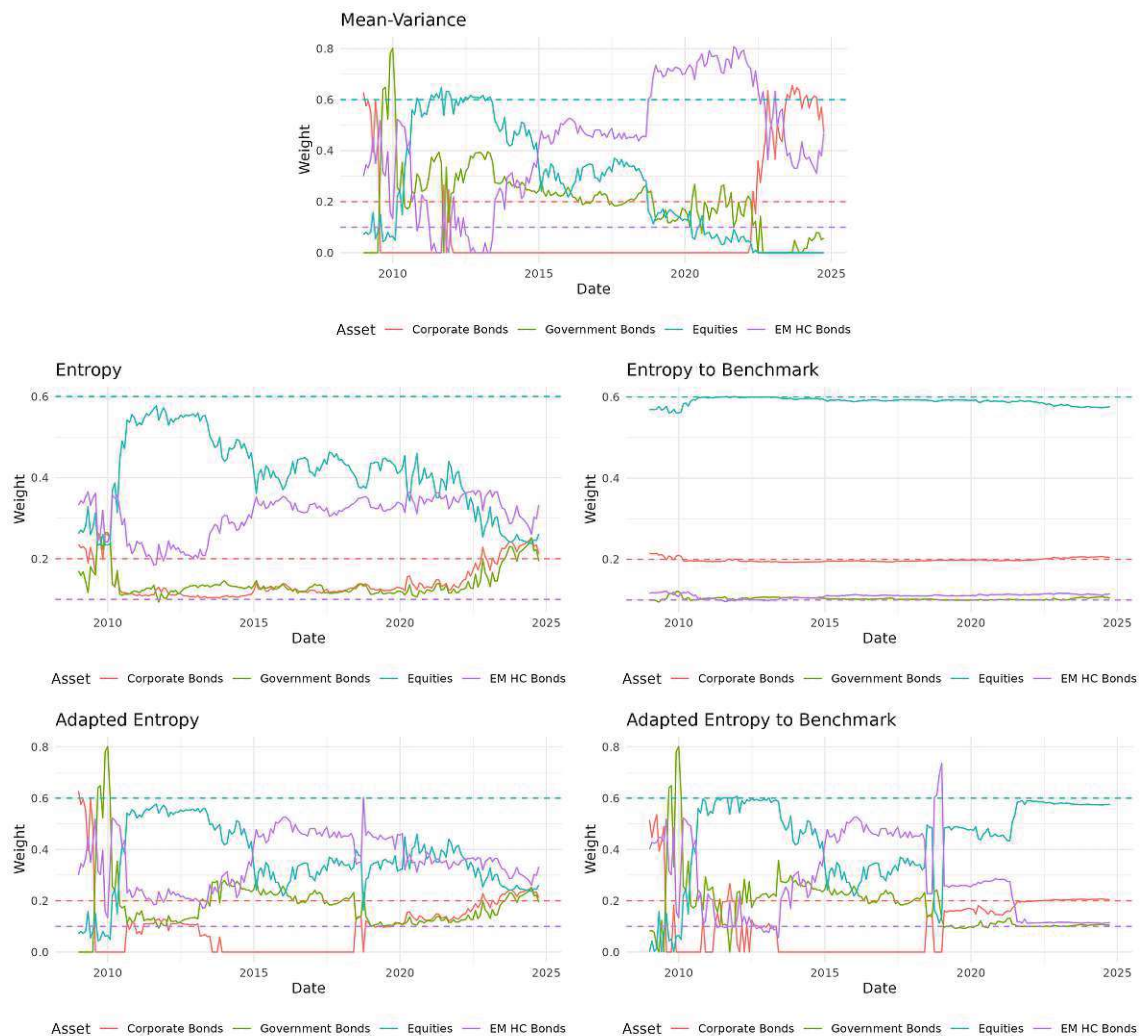 Mean-Variance
0.8
0.6
0.4
0.2
0.0
Weight
2010 2015 2020 2025
Date
Asset Corporate Bonds Government Bonds Equities EM HC Bonds
Entropy
0.6
0.4
0.2
Weight
2010 2015 2020 2025
Date
Asset Corporate Bonds Government Bonds Equities EM HC Bonds
Entropy to Benchmark
0.6
0.4
0.2
Weight
2010 2015 2020 2025
Date
Asset Corporate Bonds Government Bonds Equities EM HC Bonds
Adapted Entropy
0.8
0.6
0.4
0.2
0.0
Weight
2010 2015 2020 2025
Date
Asset Corporate Bonds Government Bonds Equities EM HC Bonds
Adapted Entropy to Benchmark
0.8
0.6
0.4
0.2
0.0
Weight
2010 2015 2020 2025
Date
Asset Corporate Bonds Government Bonds Equities EM HC Bonds